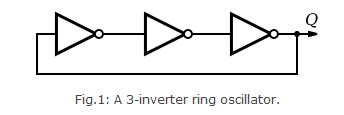 Q
Fig.1: A 3-inverter ring oscillator.